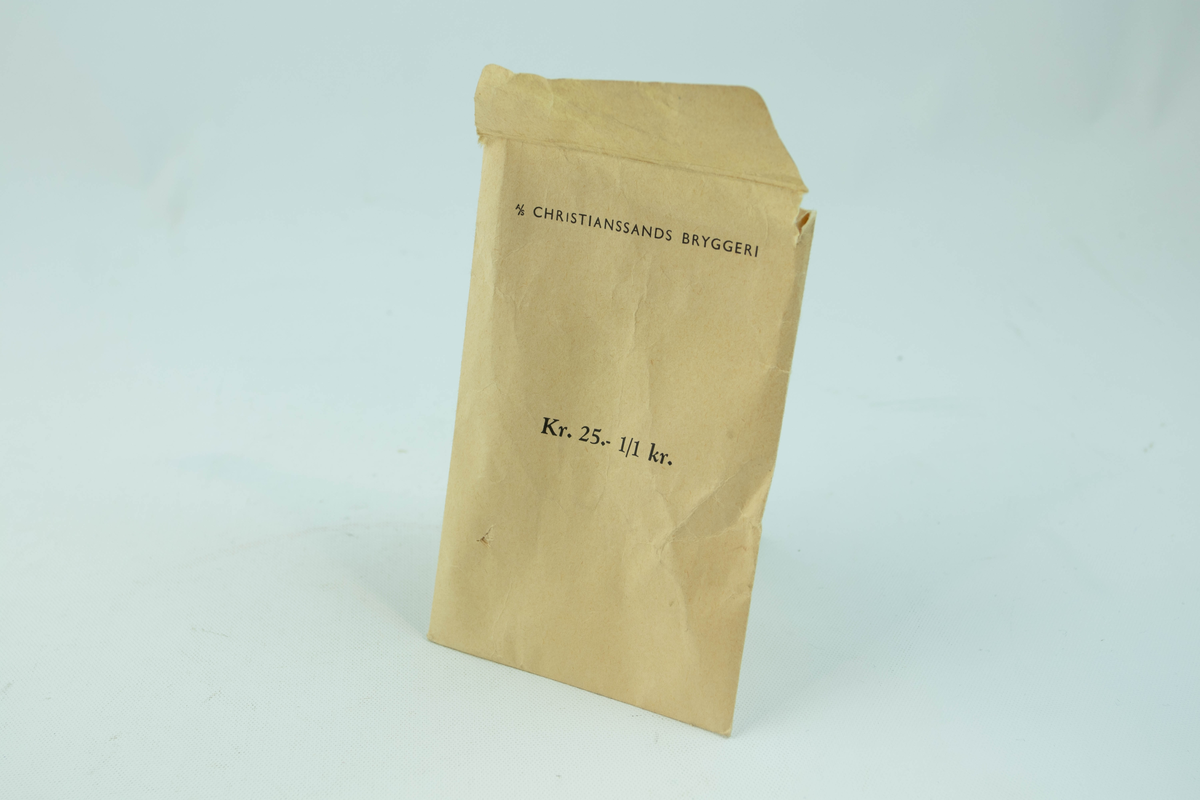 A/S CHRISTIANSSANDS BRYGGERI
Kr. 25.- 1/1 kr.